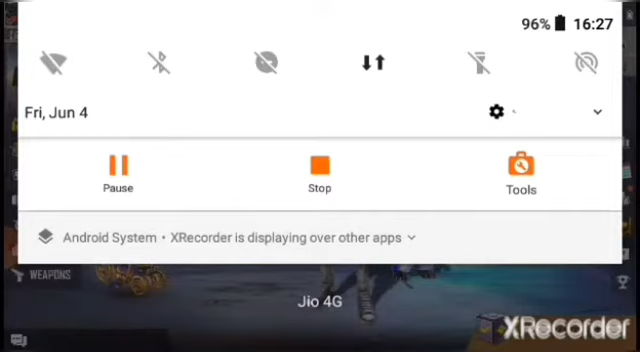 96% 16:27
Fri, Jun 4
Pause Stop Tools
Android System • XRecorder is displaying over other apps
WEAPONS
Jio 4G
XRecorder